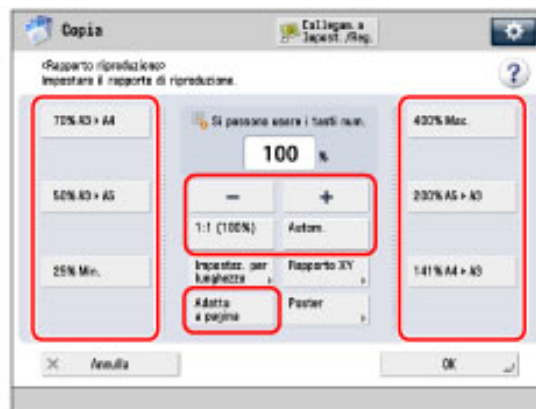 Copia
Collegam. a
Impost./Reg.
<Rapporto riproduzione>
Impostare il rapporto di riproduzione.
?
70% A3 ▸ A4
Si possono usare i tasti num.
400% Max.
100 %
50% A3 ▸ A5
- +
200% A5 ▸ A3
1:1 (100%)
Autom.
25% Min.
Impostaz. per
lunghezza
Rapporto XY
141% A4 ▸ A3
Adatta
a pagina
Poster
× Annulla
OK